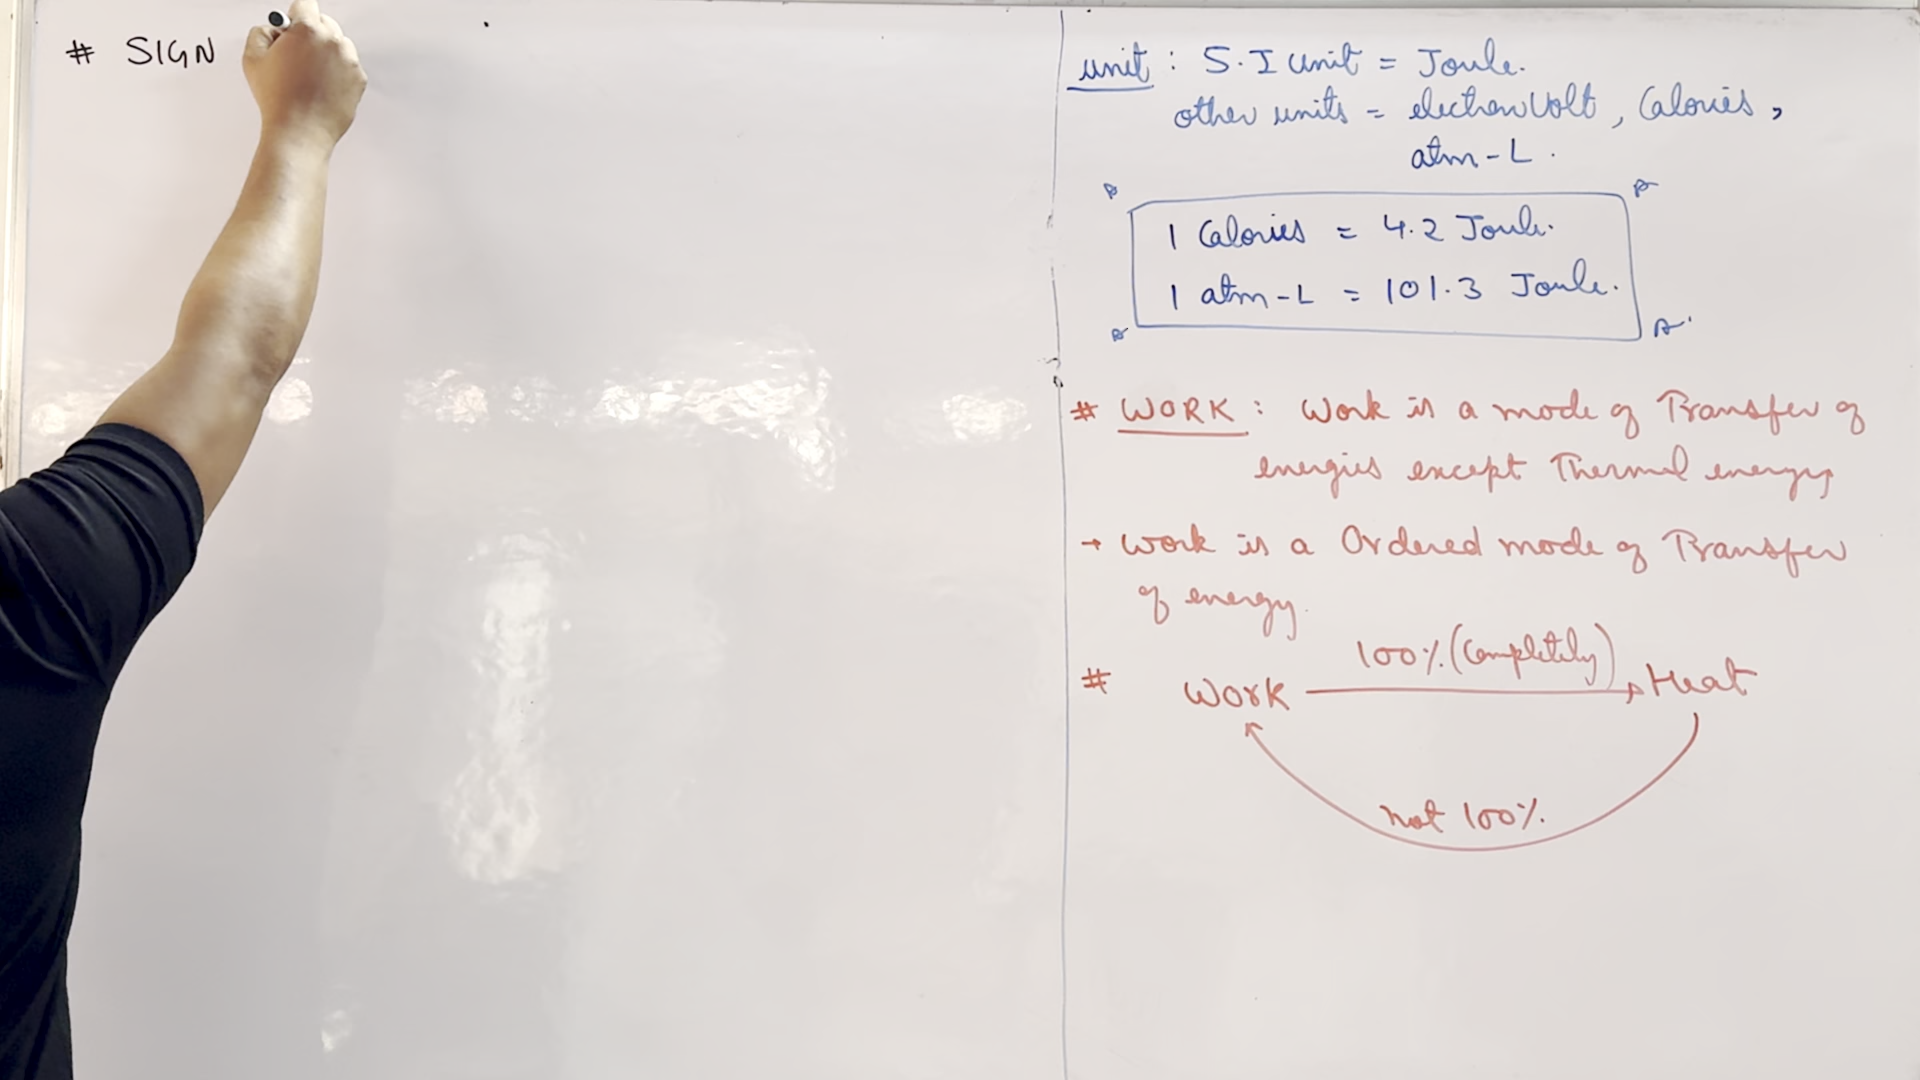 # SIGN
unit : S.I unit = Joule.
other units = electron Volt, Calories,
atm-L.
1 Calories = 4.2 Joule.
1 atm-L = 101.3 Joule.
# WORK : Work is a mode of Transfer of
energies except Thermal energy
→ Work is a Ordered mode of Transfer
of energy.
100% (Completely)
# Work → Heat
not 100%.